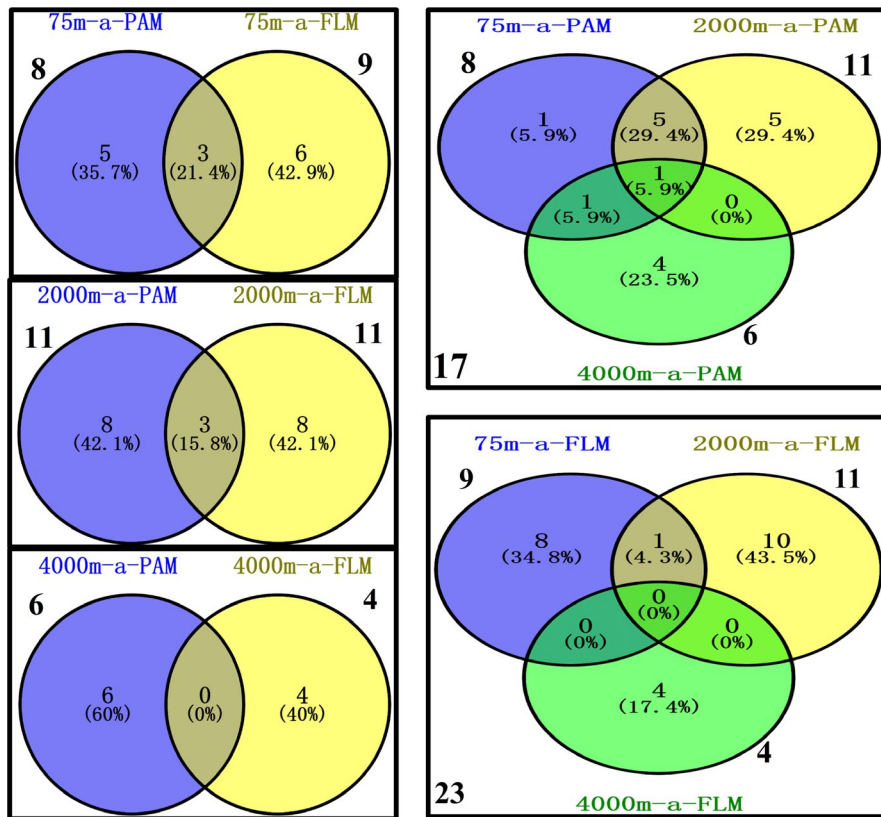 75m-a-PAM 75m-a-FLM
8 9
5 3 6
(35.7%) (21.4%) (42.9%)
2000m-a-PAM 2000m-a-FLM
11 11
8 3 8
(42.1%) (15.8%) (42.1%)
4000m-a-PAM 4000m-a-FLM
6 4
6 0 4
(60%) (0%) (40%)
75m-a-PAM 2000m-a-PAM
8 11
1 5 5
(5.9%) (29.4%) (29.4%)
1
(5.9%)
1 0
(5.9%) (0%)
4
(23.5%)
6
17
4000m-a-PAM
75m-a-FLM 2000m-a-FLM
9 11
8 1 10
(34.8%) (4.3%) (43.5%)
0
(0%)
0 0
(0%) (0%)
4
(17.4%)
4
23
4000m-a-FLM